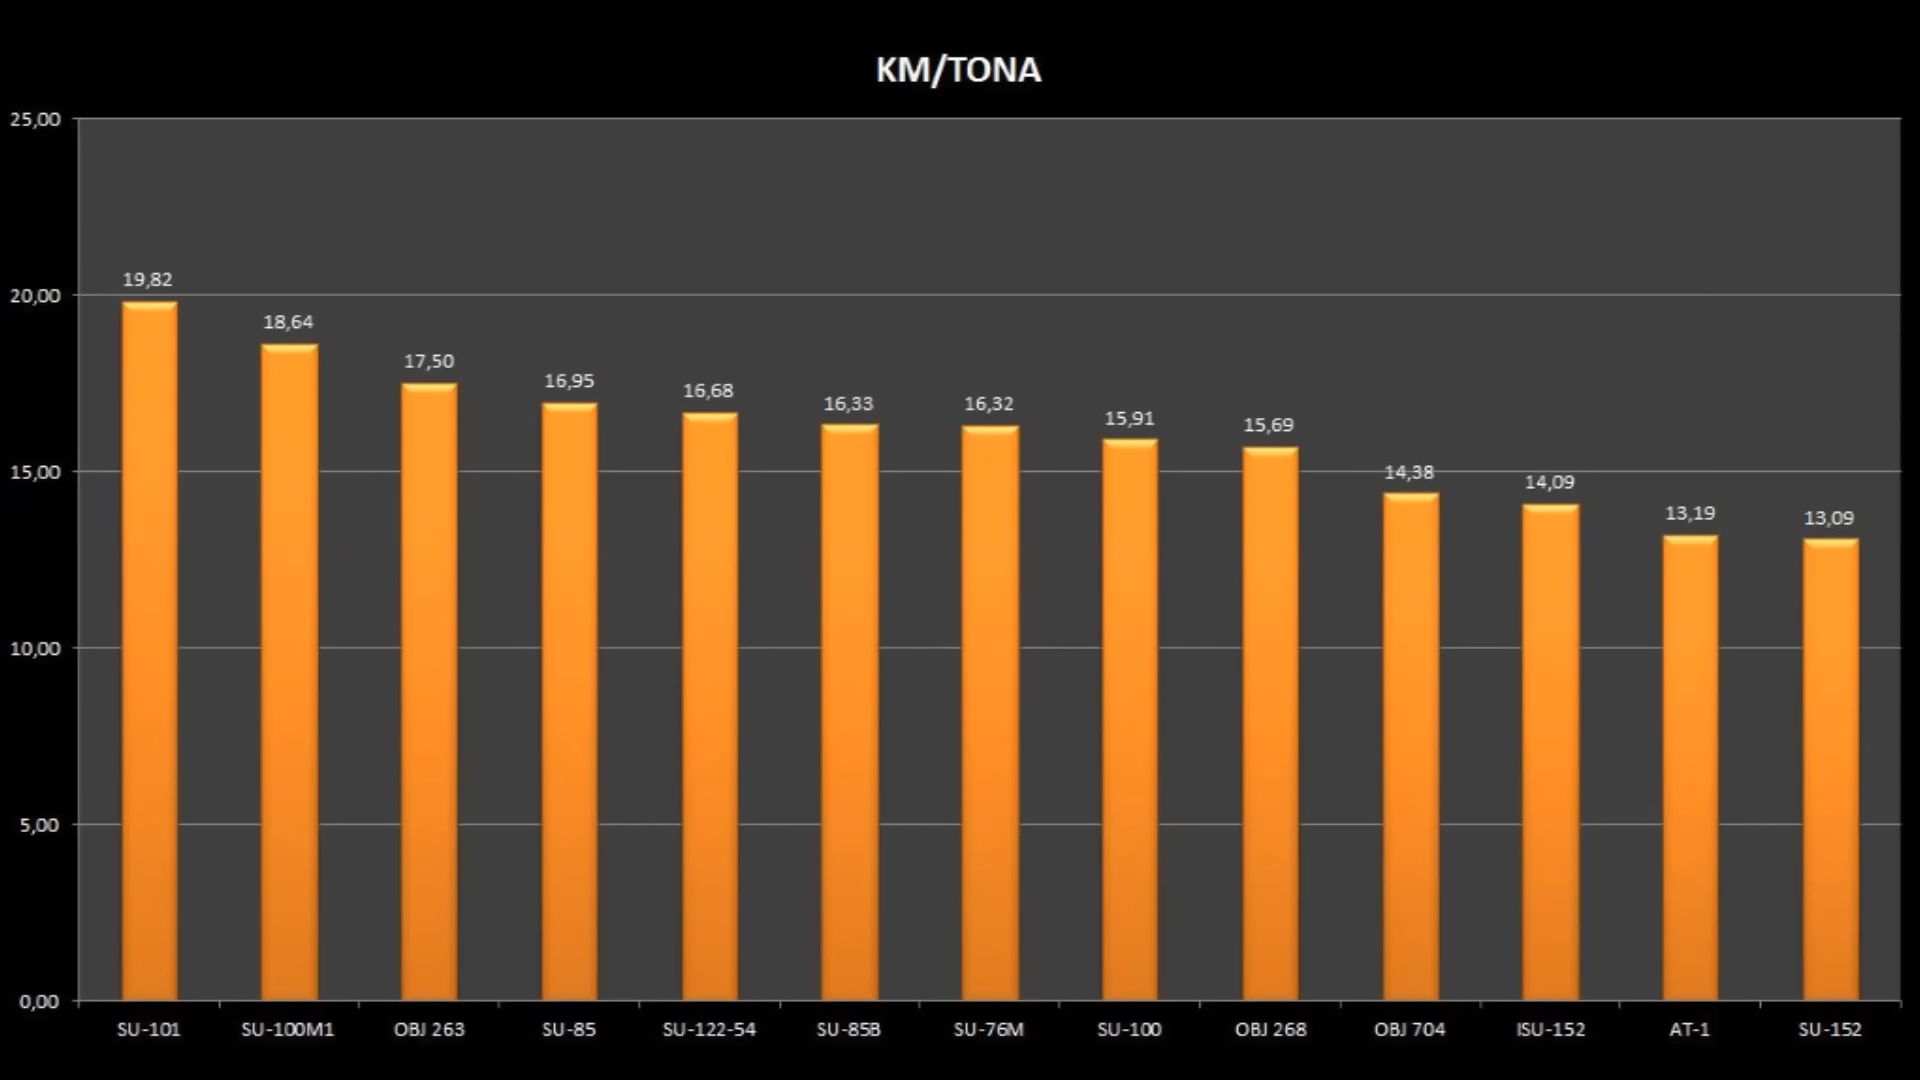 KM/TONA
25,00
20,00
15,00
10,00
5,00
0,00
19,82
18,64
17,50
16,95
16,68
16,33
16,32
15,91
15,69
14,38
14,09
13,19
13,09
SU-101
SU-100M1
OBJ 263
SU-85
SU-122-54
SU-85B
SU-76M
SU-100
OBJ 268
OBJ 704
ISU-152
AT-1
SU-152